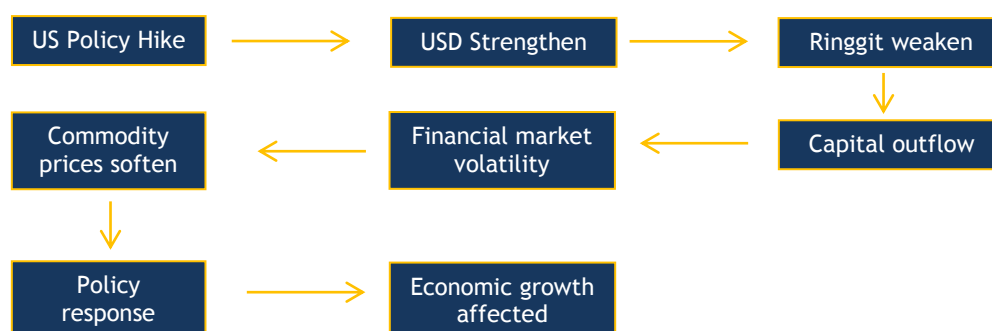 US Policy Hike
USD Strengthen
Ringgit weaken
Capital outflow
Financial market
volatility
Commodity
prices soften
Policy
response
Economic growth
affected